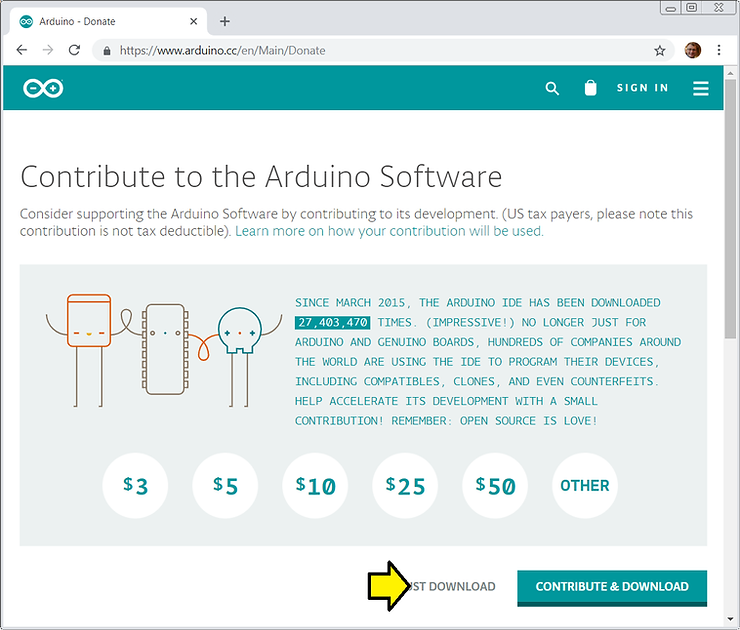 Arduino - Donate
https://www.arduino.cc/en/Main/Donate
SIGN IN
Contribute to the Arduino Software
Consider supporting the Arduino Software by contributing to its development. (US tax payers, please note this
contribution is not tax deductible). Learn more on how your contribution will be used.
SINCE MARCH 2015, THE ARDUINO IDE HAS BEEN DOWNLOADED
27,403,470 TIMES. (IMPRESSIVE!) NO LONGER JUST FOR
ARDUINO AND GENUINO BOARDS, HUNDREDS OF COMPANIES AROUND
THE WORLD ARE USING THE IDE TO PROGRAM THEIR DEVICES,
INCLUDING COMPATIBLES, CLONES, AND EVEN COUNTERFEITS.
HELP ACCELERATE ITS DEVELOPMENT WITH A SMALL
CONTRIBUTION! REMEMBER: OPEN SOURCE IS LOVE!
$3 $5 $10 $25 $50 OTHER
DOWNLOAD CONTRIBUTE & DOWNLOAD